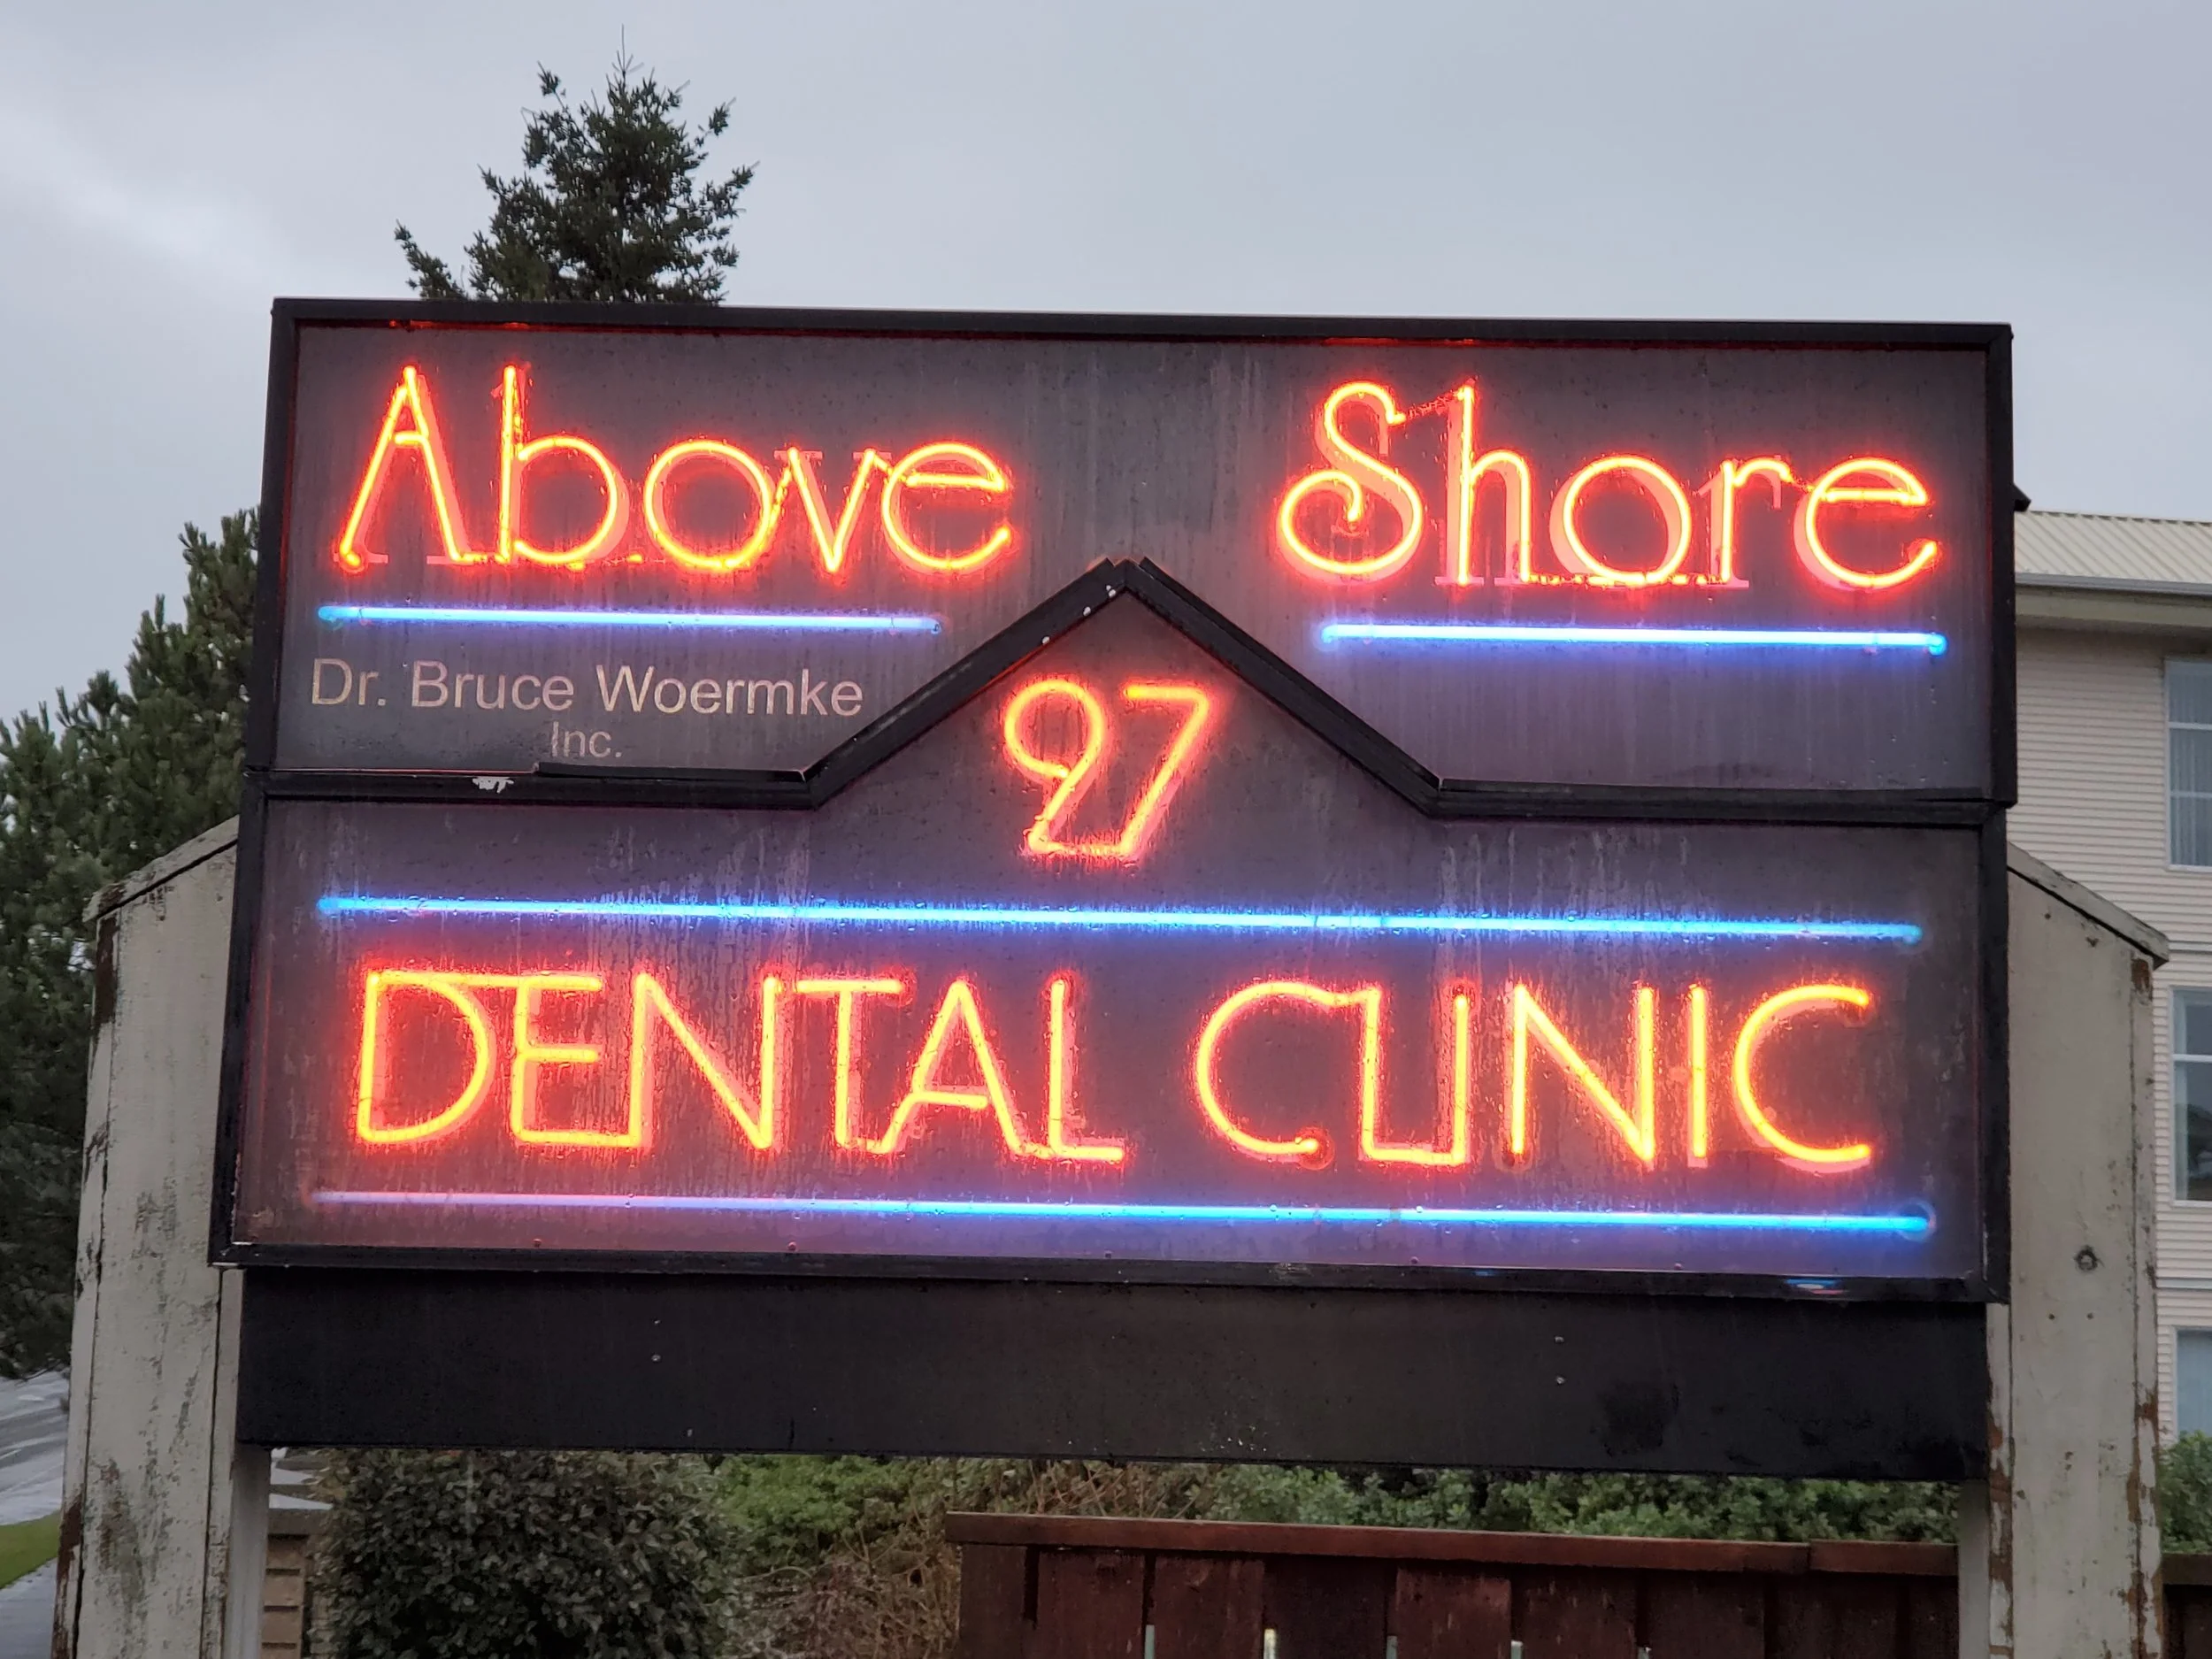 Above Shore
Dr. Bruce Woermke
Inc.
97
DENTAL CLINIC